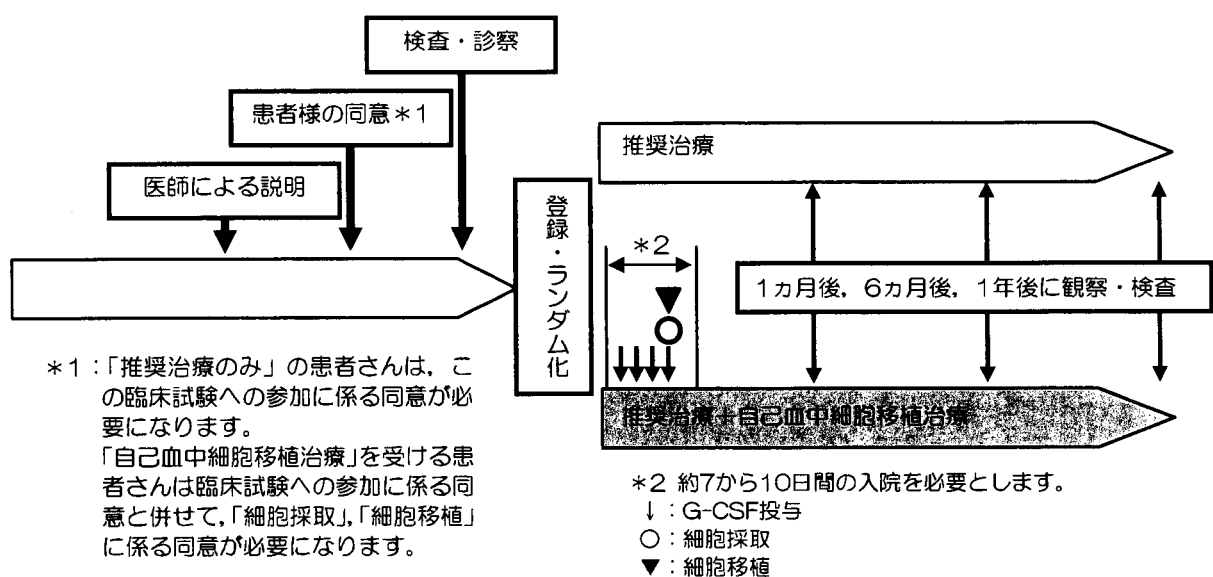 検査・診察
患者様の同意＊1
医師による説明
登録・ランダム化
推奨治療
＊2
1ヵ月後，6ヵ月後，1年後に観察・検査
推奨治療＋自己血中細胞移植治療
＊1：「推奨治療のみ」の患者さんは，こ
の臨床試験への参加に係る同意が必
要になります。
「自己血中細胞移植治療」を受ける患
者さんは臨床試験への参加に係る同
意と併せて，「細胞採取」，「細胞移植」
に係る同意が必要になります。
＊2 約7から10日間の入院を必要とします。
↓：G-CSF投与
○：細胞採取
▼：細胞移植